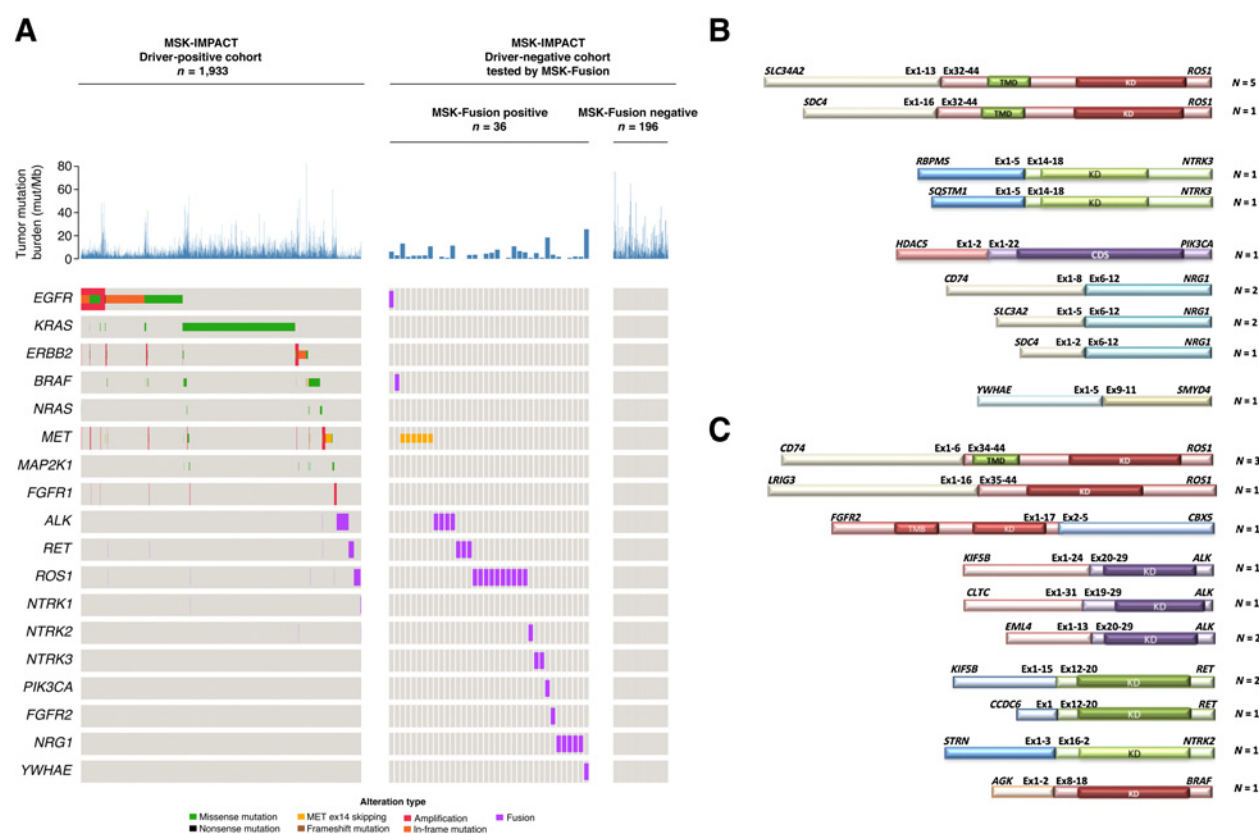 A
MSK-IMPACT
Driver-positive cohort
n = 1,933
MSK-IMPACT
Driver-negative cohort
tested by MSK-Fusion
MSK-Fusion positive
n = 36
MSK-Fusion negative
n = 196
Tumor mutation
burden (mut/Mb)
80
60
40
20
0
EGFR
KRAS
ERBB2
BRAF
NRAS
MET
MAP2K1
FGFR1
ALK
RET
ROS1
NTRK1
NTRK2
NTRK3
PIK3CA
FGFR2
NRG1
YWHAE
Alteration type
Missense mutation MET ex14 skipping Amplification Fusion
Nonsense mutation Frameshift mutation In-frame mutation
B
SLC34A2 Ex1-13 Ex32-44 ROS1
TMD KD N = 5
SDC4 Ex1-16 Ex32-44 ROS1
TMD KD N = 1
RBPMS Ex1-5 Ex14-18 NTRK3
KD N = 1
SQSTM1 Ex1-5 Ex14-18 NTRK3
KD N = 1
HDAC5 Ex1-2 Ex1-22 PIK3CA
CDS N = 1
CD74 Ex1-8 Ex6-12 NRG1
N = 2
SLC3A2 Ex1-5 Ex6-12 NRG1
N = 2
SDC4 Ex1-2 Ex6-12 NRG1
N = 1
YWHAE Ex1-5 Ex9-11 SMYD4
N = 1
C
CD74 Ex1-6 Ex34-44 ROS1
TMD KD N = 3
LRIG3 Ex1-16 Ex35-44 ROS1
KD N = 1
FGFR2 Ex1-17 Ex2-5 CBX5
TMB KD N = 1
KIF5B Ex1-24 Ex20-29 ALK
KD N = 1
CLTC Ex1-31 Ex19-29 ALK
KD N = 1
EML4 Ex1-13 Ex20-29 ALK
KD N = 2
KIF5B Ex1-15 Ex12-20 RET
KD N = 2
CCDC6 Ex1 Ex12-20 RET
KD N = 1
STRN Ex1-3 Ex16-2 NTRK2
KD N = 1
AGK Ex1-2 Ex8-18 BRAF
KD N = 1